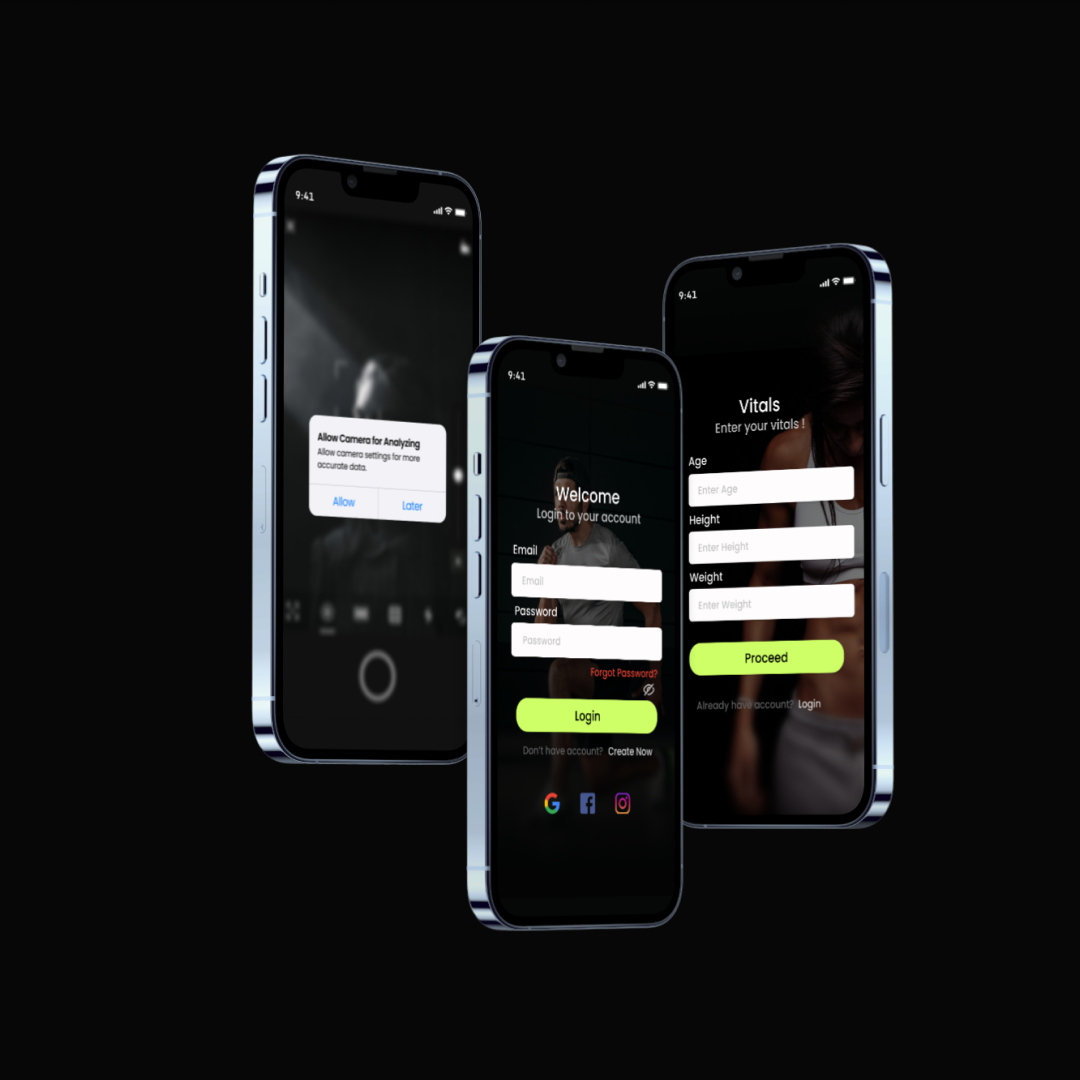 9:41
Allow Camera for Analyzing
Allow camera settings for more
accurate data.
Allow
Later
9:41
Welcome
Login to your account
Email
Email
Password
Password
Forgot Password?
Login
Don't have account? Create Now
9:41
Vitals
Enter your vitals !
Age
Enter Age
Height
Enter Height
Weight
Enter Weight
Proceed
Already have account? Login